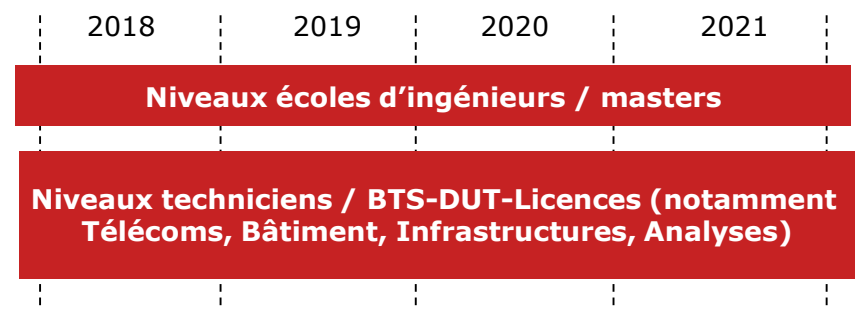 2018 2019 2020 2021
Niveaux écoles d’ingénieurs / masters
Niveaux techniciens / BTS-DUT-Licences (notamment
Télécoms, Bâtiment, Infrastructures, Analyses)